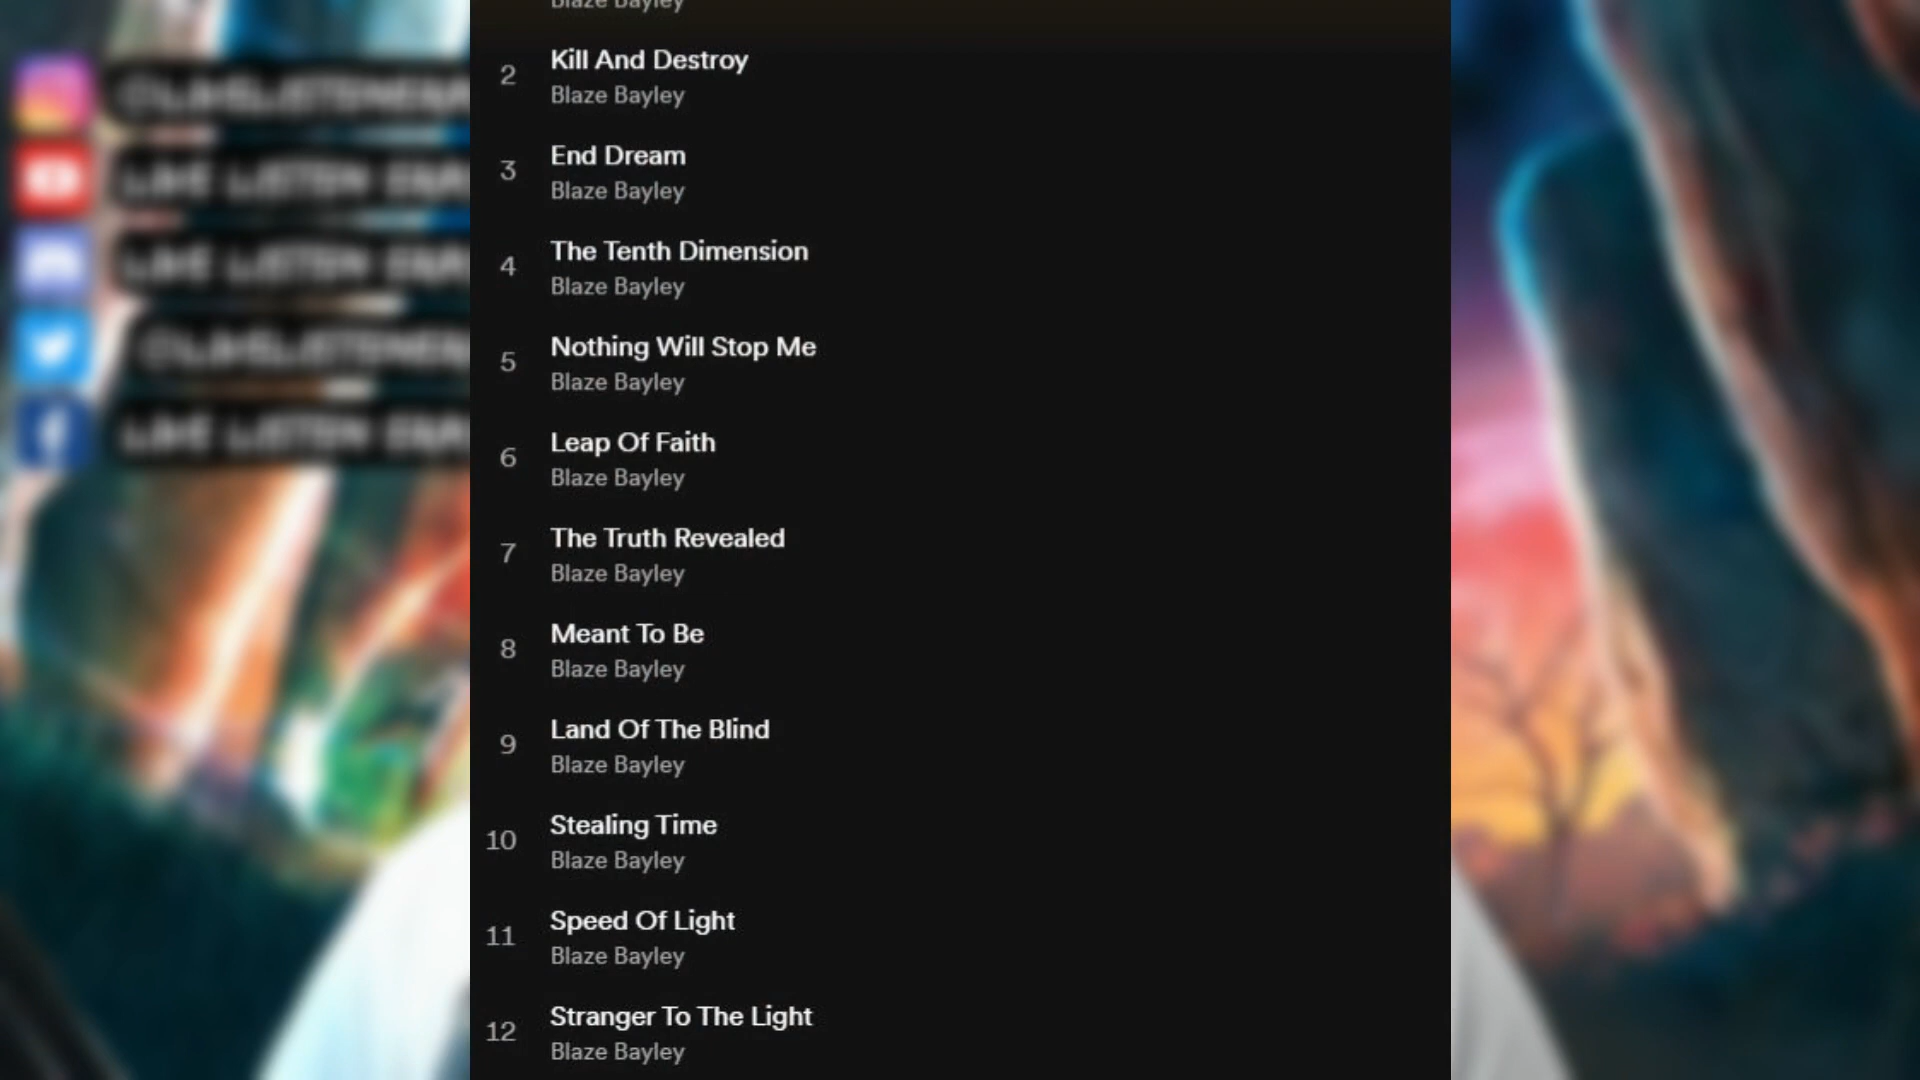 Blaze Bayley
2
Kill And Destroy
Blaze Bayley
3
End Dream
Blaze Bayley
4
The Tenth Dimension
Blaze Bayley
5
Nothing Will Stop Me
Blaze Bayley
6
Leap Of Faith
Blaze Bayley
7
The Truth Revealed
Blaze Bayley
8
Meant To Be
Blaze Bayley
9
Land Of The Blind
Blaze Bayley
10
Stealing Time
Blaze Bayley
11
Speed Of Light
Blaze Bayley
12
Stranger To The Light
Blaze Bayley